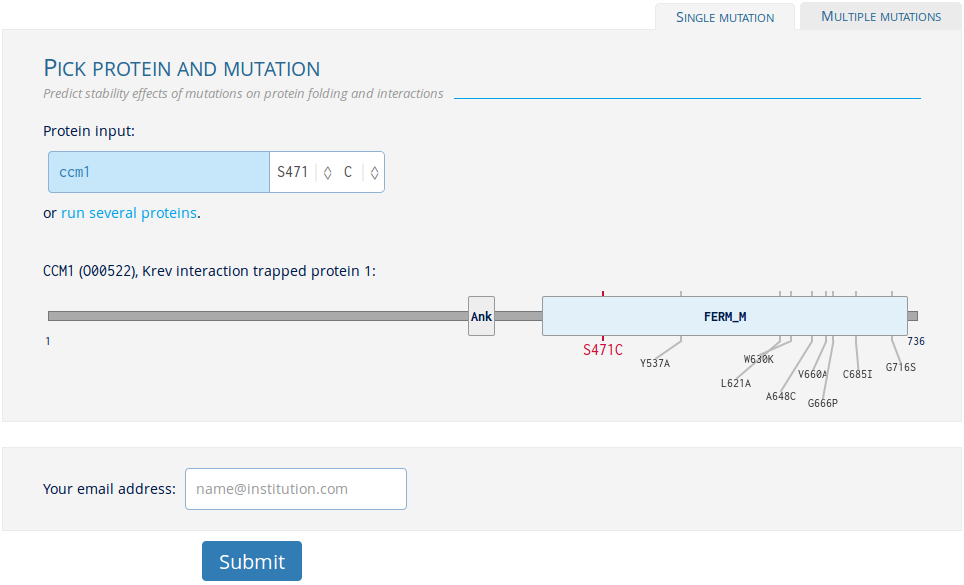 SINGLE MUTATION
MULTIPLE MUTATIONS
PICK PROTEIN AND MUTATION
Predict stability effects of mutations on protein folding and interactions
Protein input:
ccm1 S471 C
or run several proteins.
CCM1 (O00522), Krev interaction trapped protein 1:
Ank FERM_M
1 736
S471C
Y537A
W630K
L621A
A648C
V660A
G666P
C685I
G716S
Your email address: name@institution.com
Submit